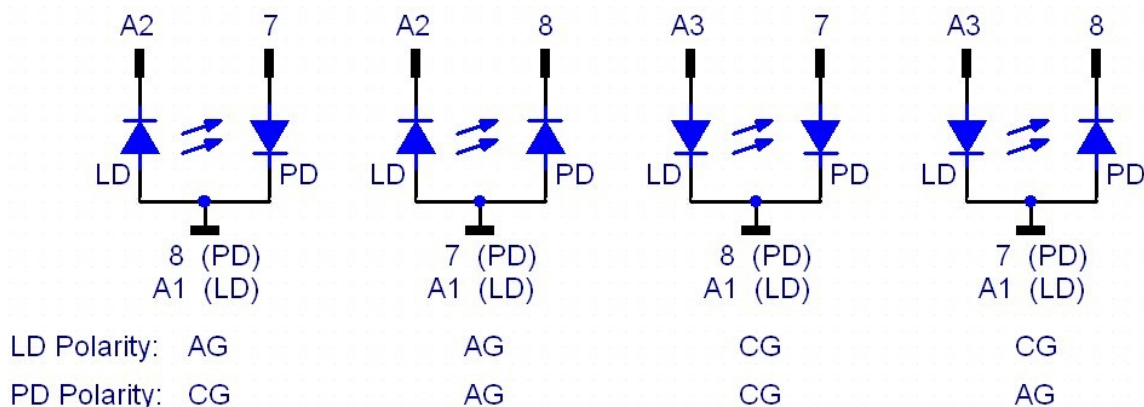 A2 7 A2 8 A3 7 A3 8
LD PD LD PD LD PD LD PD
8 (PD) 7 (PD) 8 (PD) 7 (PD)
A1 (LD) A1 (LD) A1 (LD) A1 (LD)
LD Polarity: AG AG CG CG
PD Polarity: CG AG CG AG